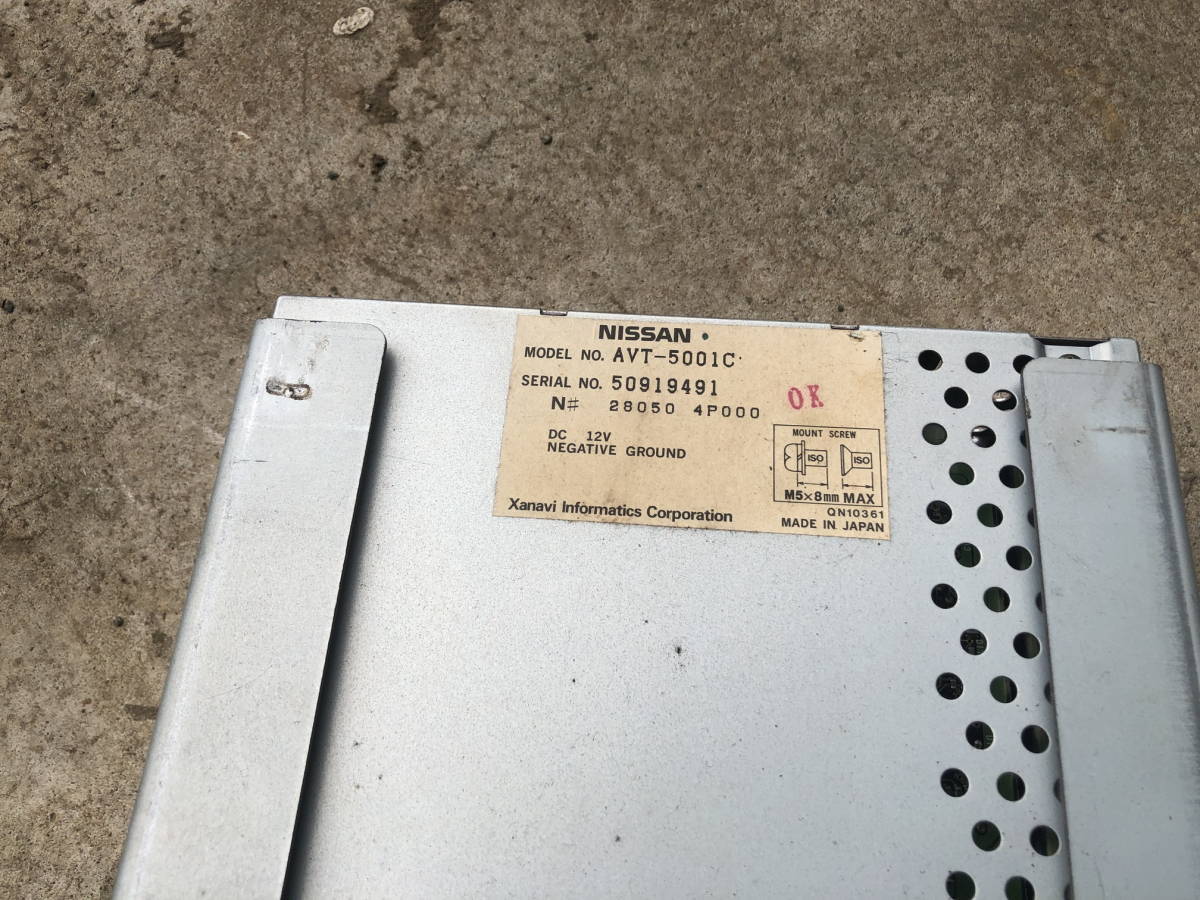 NISSAN
MODEL NO. AVT-5001C
SERIAL NO. 50919491
OK
N# 28050 4P000
DC 12V
NEGATIVE GROUND
MOUNT SCREW
ISO ISO
M5×8mm MAX
QN10361
Xanavi Informatics Corporation
MADE IN JAPAN